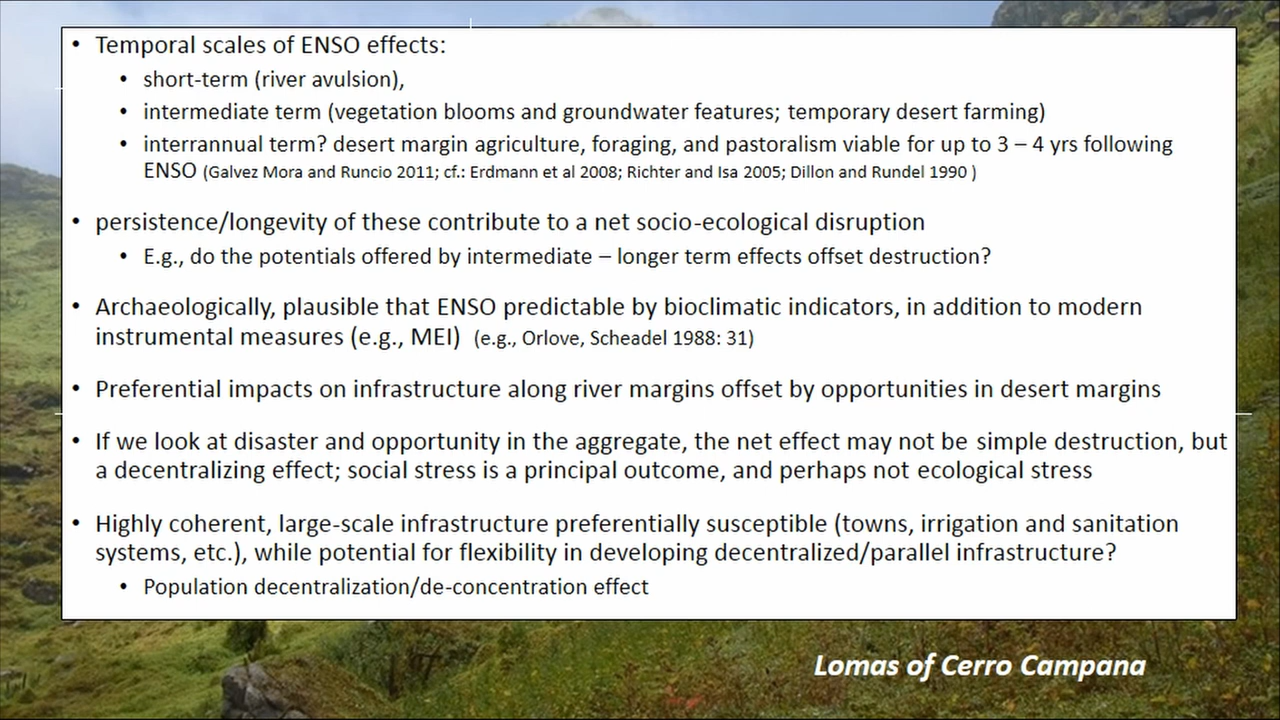 • Temporal scales of ENSO effects:
• short-term (river avulsion),
• intermediate term (vegetation blooms and groundwater features; temporary desert farming)
• interrannual term? desert margin agriculture, foraging, and pastoralism viable for up to 3 – 4 yrs following
ENSO (Galvez Mora and Runcio 2011; cf.: Erdmann et al 2008; Richter and Isa 2005; Dillon and Rundel 1990 )
• persistence/longevity of these contribute to a net socio-ecological disruption
• E.g., do the potentials offered by intermediate – longer term effects offset destruction?
• Archaeologically, plausible that ENSO predictable by bioclimatic indicators, in addition to modern
instrumental measures (e.g., MEI) (e.g., Orlove, Scheadel 1988: 31)
• Preferential impacts on infrastructure along river margins offset by opportunities in desert margins
• If we look at disaster and opportunity in the aggregate, the net effect may not be simple destruction, but
a decentralizing effect; social stress is a principal outcome, and perhaps not ecological stress
• Highly coherent, large-scale infrastructure preferentially susceptible (towns, irrigation and sanitation
systems, etc.), while potential for flexibility in developing decentralized/parallel infrastructure?
• Population decentralization/de-concentration effect
Lomas of Cerro Campana